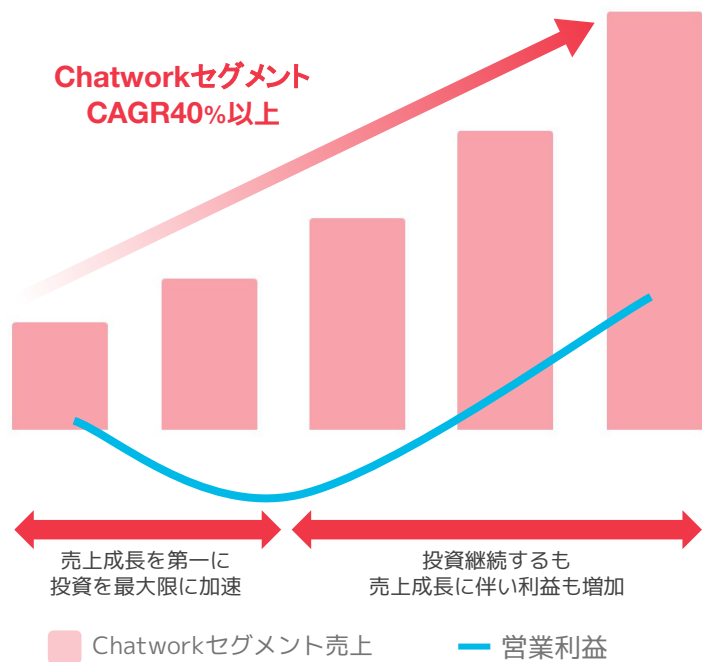 Chatworkセグメント
CAGR40%以上
売上成長を第一に
投資を最大限に加速
投資継続するも
売上成長に伴い利益も増加
Chatworkセグメント売上
営業利益